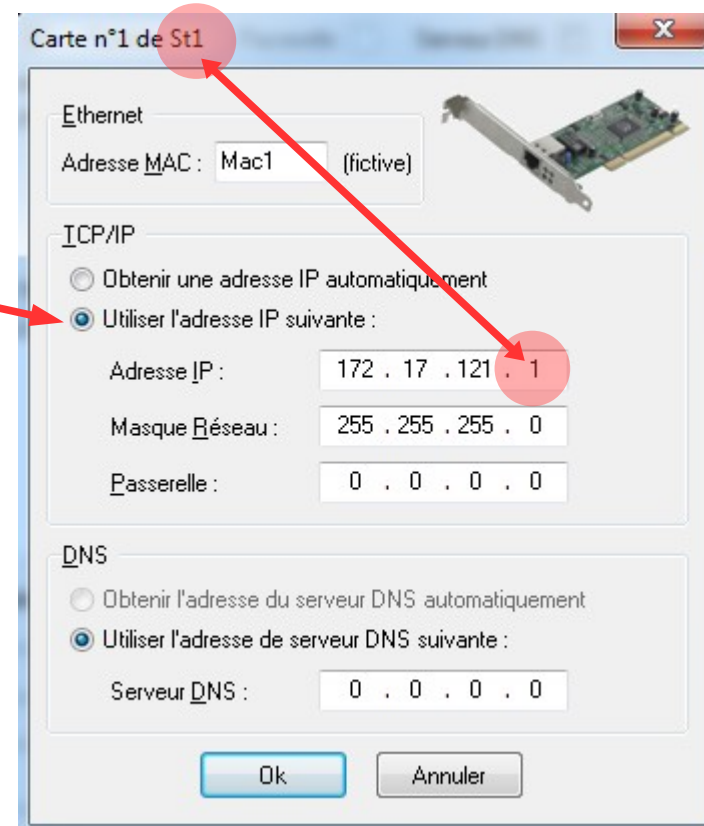 Carte n°1 de St1
Ethernet
Adresse MAC : Mac1 (fictive)
TCP/IP
Obtenir une adresse IP automatiquement
Utiliser l'adresse IP suivante :
Adresse IP : 172 . 17 . 121 . 1
Masque Réseau : 255 . 255 . 255 . 0
Passerelle : 0 . 0 . 0 . 0
DNS
Obtenir l'adresse du serveur DNS automatiquement
Utiliser l'adresse de serveur DNS suivante :
Serveur DNS : 0 . 0 . 0 . 0
Ok Annuler